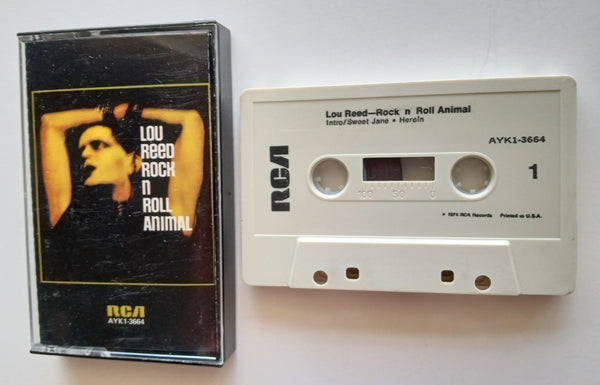 LOU
REED
ROCK
n
ROLL
ANIMAL
RCA
AYK1-3664
Lou Reed—Rock n Roll Animal
Intro/Sweet Jane • Heroin
AYK1-3664
RCA
1
100 50 0
℗ 1974 RCA Records Printed in U.S.A.